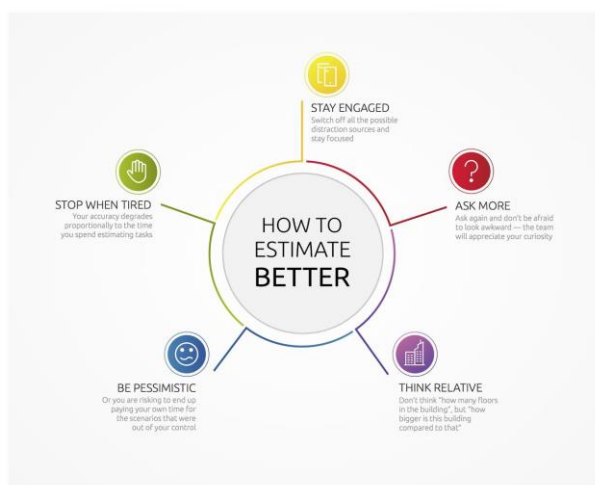 STAY ENGAGED
Switch off all the possible
distraction sources and
stay focused
STOP WHEN TIRED
Your accuracy degrades
proportionally to the time
you spend estimating tasks
?
ASK MORE
Ask again and don't be afraid
to look awkward — the team
will appreciate your curiosity
HOW TO
ESTIMATE
BETTER
BE PESSIMISTIC
Or you are risking to end up
paying your own time for
the scenarios that were
out of your control
THINK RELATIVE
Don't think "how many floors
in the building", but "how
bigger is this building
compared to that"